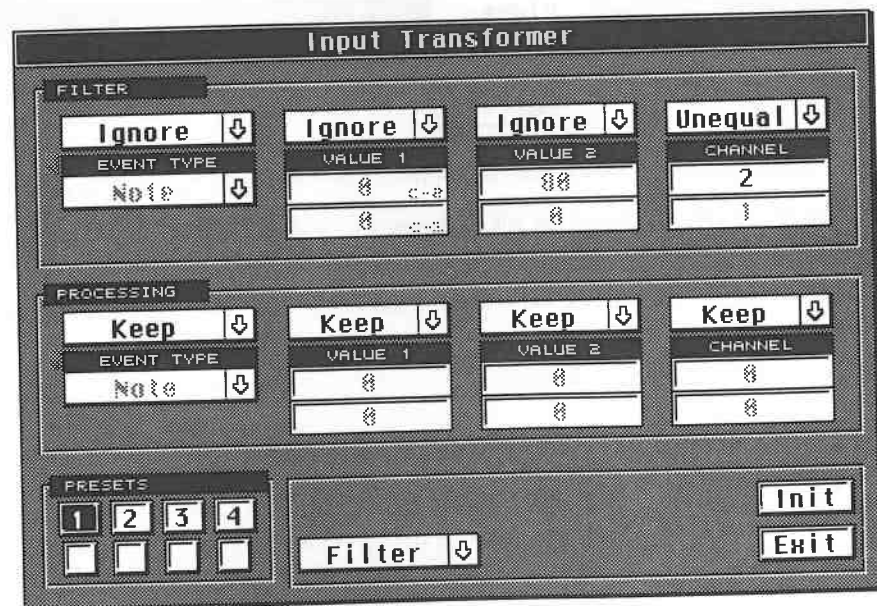 Input Transformer
FILTER
Ignore Ignore Ignore Unequal
EVENT TYPE VALUE 1 VALUE 2 CHANNEL
Note 0 80 2
0 0 1
PROCESSING
Keep Keep Keep Keep
EVENT TYPE VALUE 1 VALUE 2 CHANNEL
Note 0 0 0
0 0 0
PRESETS
1 2 3 4
Init
Filter
Exit